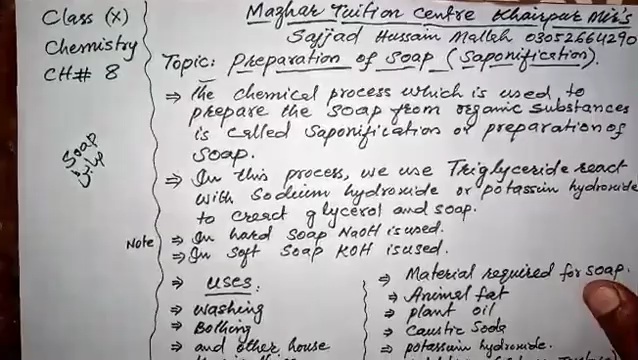 Class (X)
Chemistry
CH# 8
Soap
Mazhar Tuition Centre Khairpur Mir's
Sajjad Hussain Mallah 03052664290
Topic: Preparation of Soap (Saponification).
⇒ The chemical process which is used to
prepare the soap from organic substances
is called Saponification or preparation of
Soap.
⇒ In this process, we use Triglyceride react
with Sodium hydroxide or potassium hydroxide
to creact glycerol and soap.
⇒ In hard soap NaOH is used.
Note ⇒ In soft soap KOH is used.
⇒ uses.
⇒ washing
⇒ Bathing
⇒ and other house
⇒ Material required for soap.
⇒ Animal fat
⇒ plant oil
⇒ caustic Soda
⇒ potassium hydroxide.